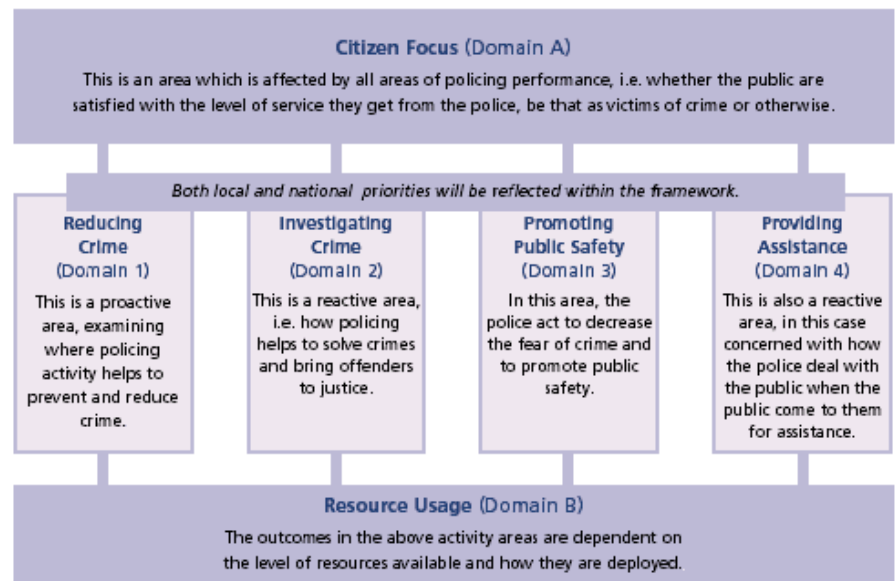 Citizen Focus (Domain A)
This is an area which is affected by all areas of policing performance, i.e. whether the public are
satisfied with the level of service they get from the police, be that as victims of crime or otherwise.
Both local and national priorities will be reflected within the framework.
Reducing
Crime
(Domain 1)
This is a proactive
area, examining
where policing
activity helps to
prevent and reduce
crime.
Investigating
Crime
(Domain 2)
This is a reactive area,
i.e. how policing
helps to solve crimes
and bring offenders
to justice.
Promoting
Public Safety
(Domain 3)
In this area, the
police act to decrease
the fear of crime and
to promote public
safety.
Providing
Assistance
(Domain 4)
This is also a reactive
area, in this case
concerned with how
the police deal with
the public when the
public come to them
for assistance.
Resource Usage (Domain B)
The outcomes in the above activity areas are dependent on
the level of resources available and how they are deployed.